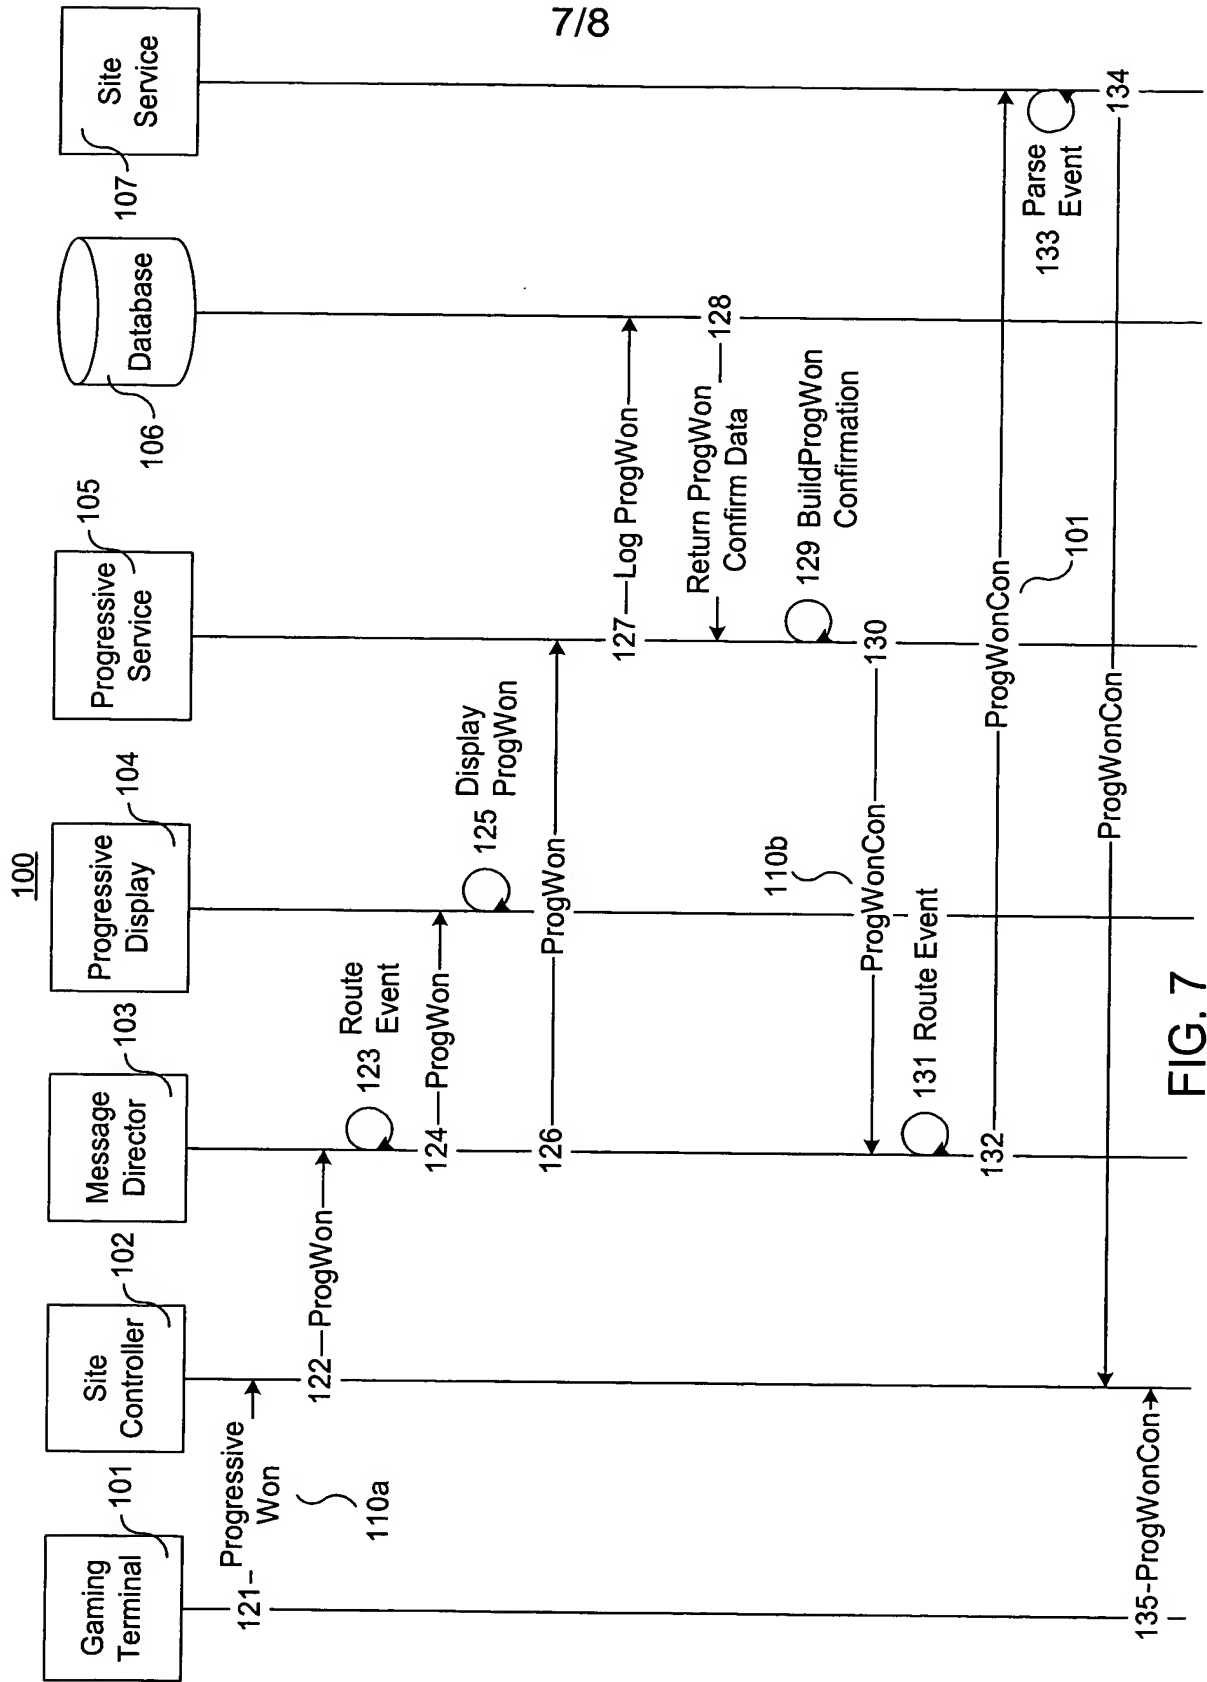 7/8
100
Gaming
Terminal
101
Site
Controller
102
Message
Director
103
Progressive
Display
104
Progressive
Service
105
Database
106
Site
Service
107
121
Progressive
Won
110a
122
ProgWon
123 Route
Event
124
ProgWon
125 Display
ProgWon
126
ProgWon
127
Log ProgWon
Return ProgWon
Confirm Data
128
129 BuildProgWon
Confirmation
130
ProgWonCon
110b
131 Route Event
132
ProgWonCon
101
133 Parse
Event
134
ProgWonCon
135-ProgWonCon
FIG. 7